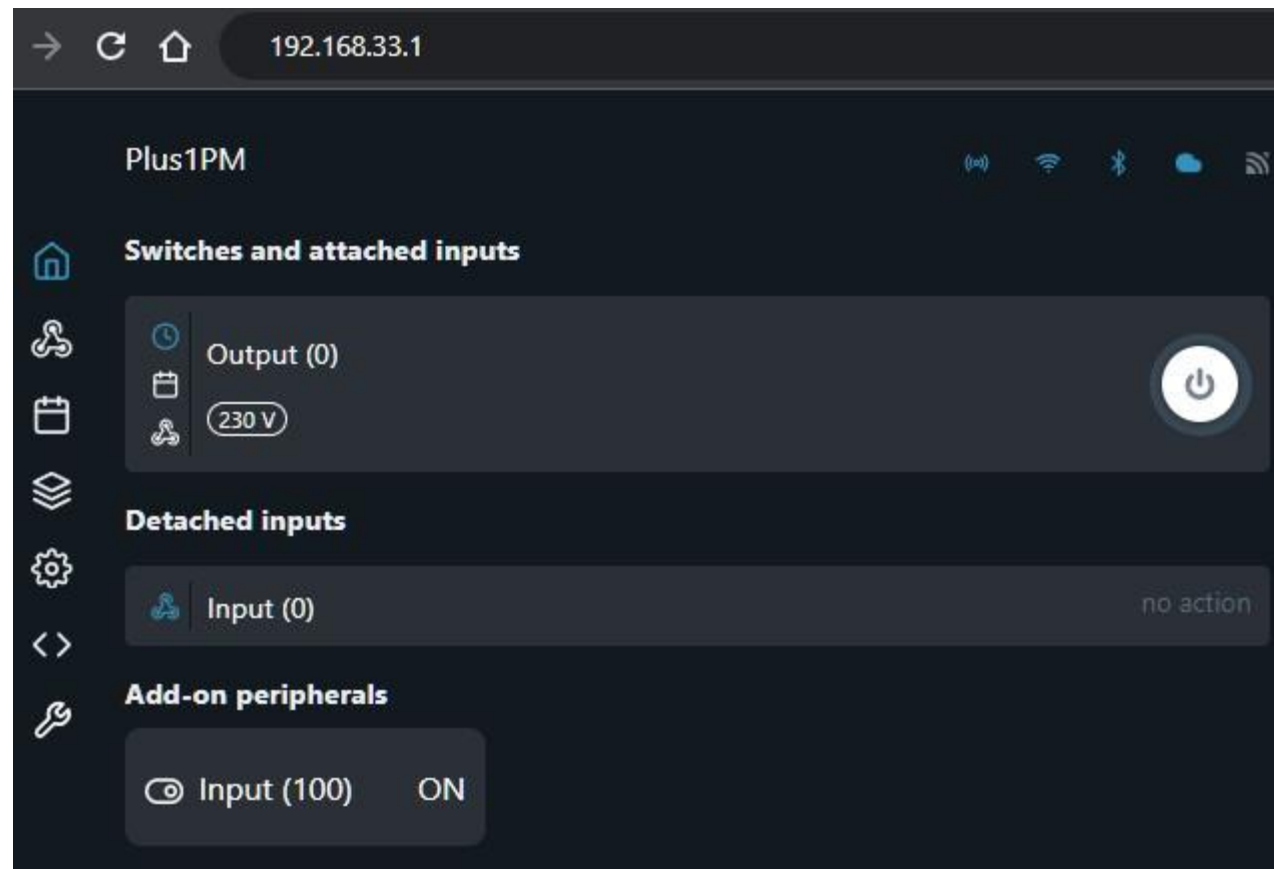 192.168.33.1
Plus1PM
Switches and attached inputs
Output (0)
230 V
Detached inputs
Input (0)
no action
Add-on peripherals
Input (100) ON